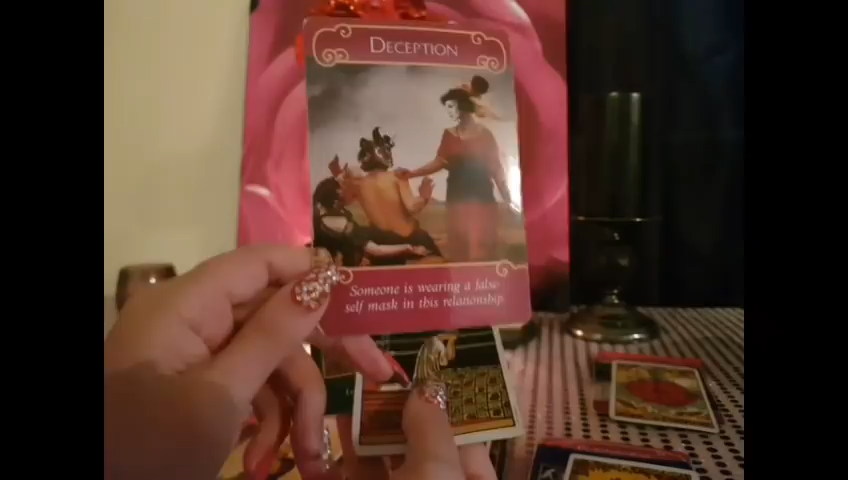 DECEPTION
Someone is wearing a false
self mask in this relationship.